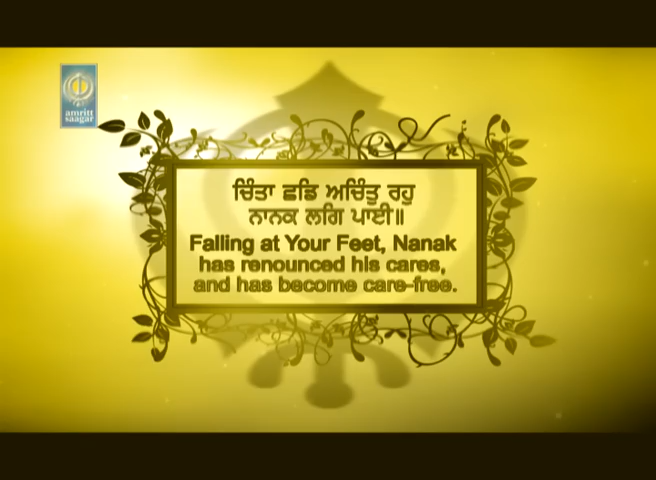 amritt
saagar
ਚਿੰਤਾ ਛਡਿ ਅਚਿੰਤੁ ਰਹੁ
ਨਾਨਕ ਲਗਿ ਪਾਈ॥
Falling at Your Feet, Nanak
has renounced his cares,
and has become care-free.